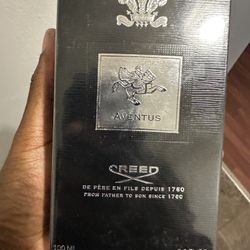 AVENTUS
CREED
DE PÈRE EN FILS DEPUIS 1760
FROM FATHER TO SON SINCE 1760
100 ML